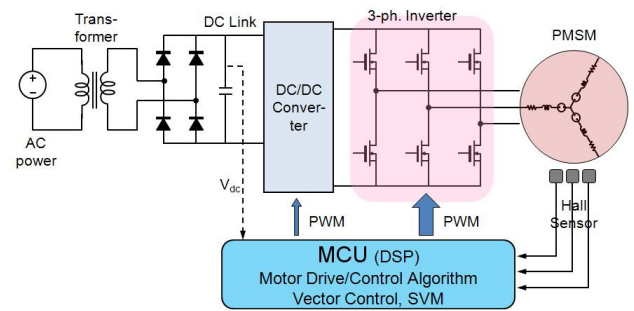 Trans-
former
DC Link
3-ph. Inverter
PMSM
AC
power
DC/DC
Conver-
ter
Vdc
PWM
PWM
Hall
Sensor
MCU (DSP)
Motor Drive/Control Algorithm
Vector Control, SVM